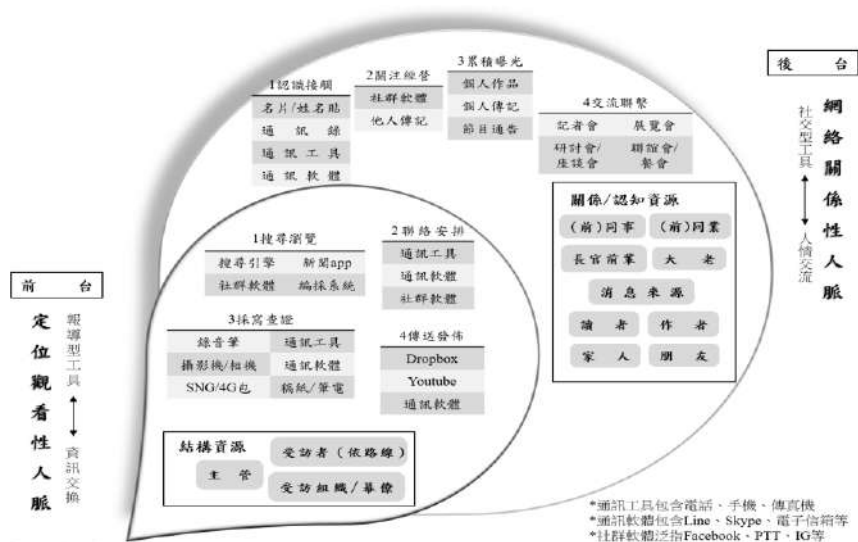 後 台
網絡關係性人脈
社交型工具 ↔ 人情交流
1認識接觸
名片/姓名貼
通 訊 錄
通 訊 工 具
通 訊 軟 體
2關注經營
社群軟體
他人傳記
3累積曝光
個人作品
個人傳記
節目通告
4交流聯繫
記者會 展覽會
研討會/座談會 聯誼會/餐會
關係/認知資源
(前)同事 (前)同業
長官前輩 大 老
消 息 來 源
讀 者 作 者
家 人 朋 友
前 台
定位觀看性人脈
報導型工具 ↔ 資訊交換
1搜尋瀏覽
搜尋引擎 新聞app
社群軟體 編採系統
2聯絡安排
通訊工具
通訊軟體
社群軟體
3採寫查證
錄音筆 通訊工具
攝影機/相機 通訊軟體
SNG/4G包 稿紙/筆電
4傳送發佈
Dropbox
Youtube
通訊軟體
結構資源
主 管
受訪者(依路線)
受訪組織/幕僚
*通訊工具包含電話、手機、傳真機
*通訊軟體包含Line、Skype、電子信箱等
*社群軟體泛指Facebook、PTT、IG等